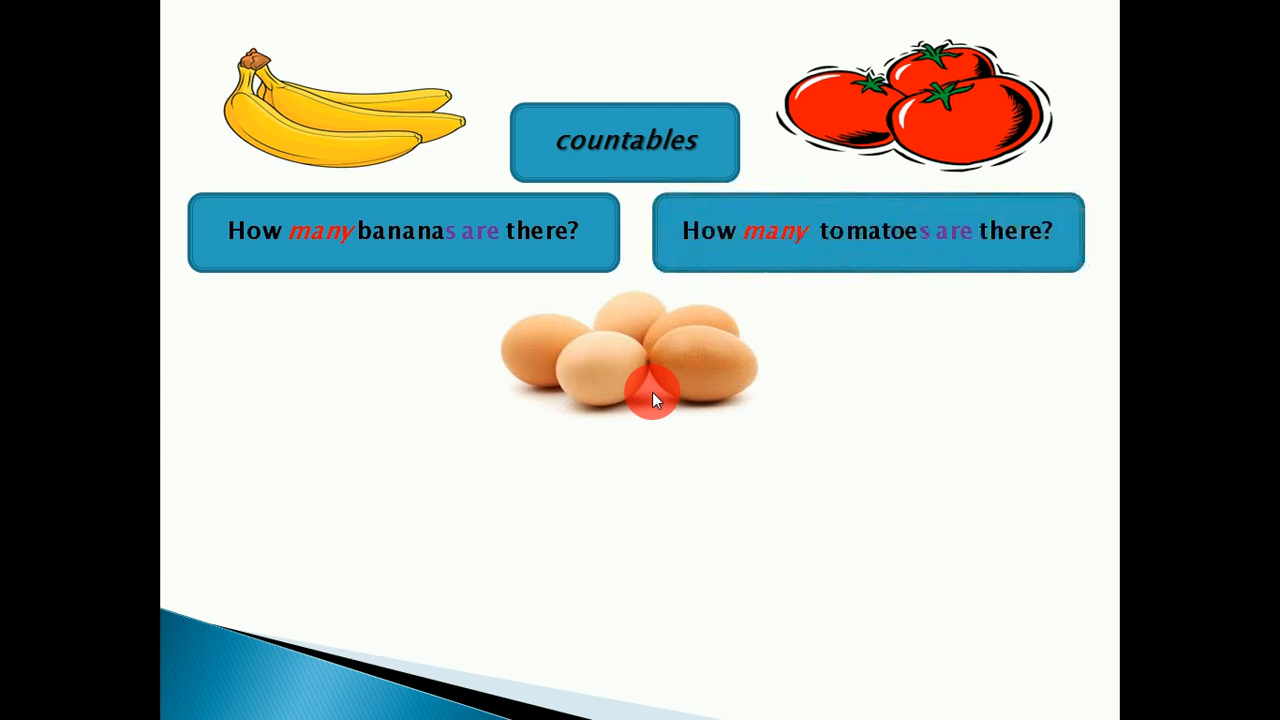 countables
How many bananas are there?
How many tomatoes are there?